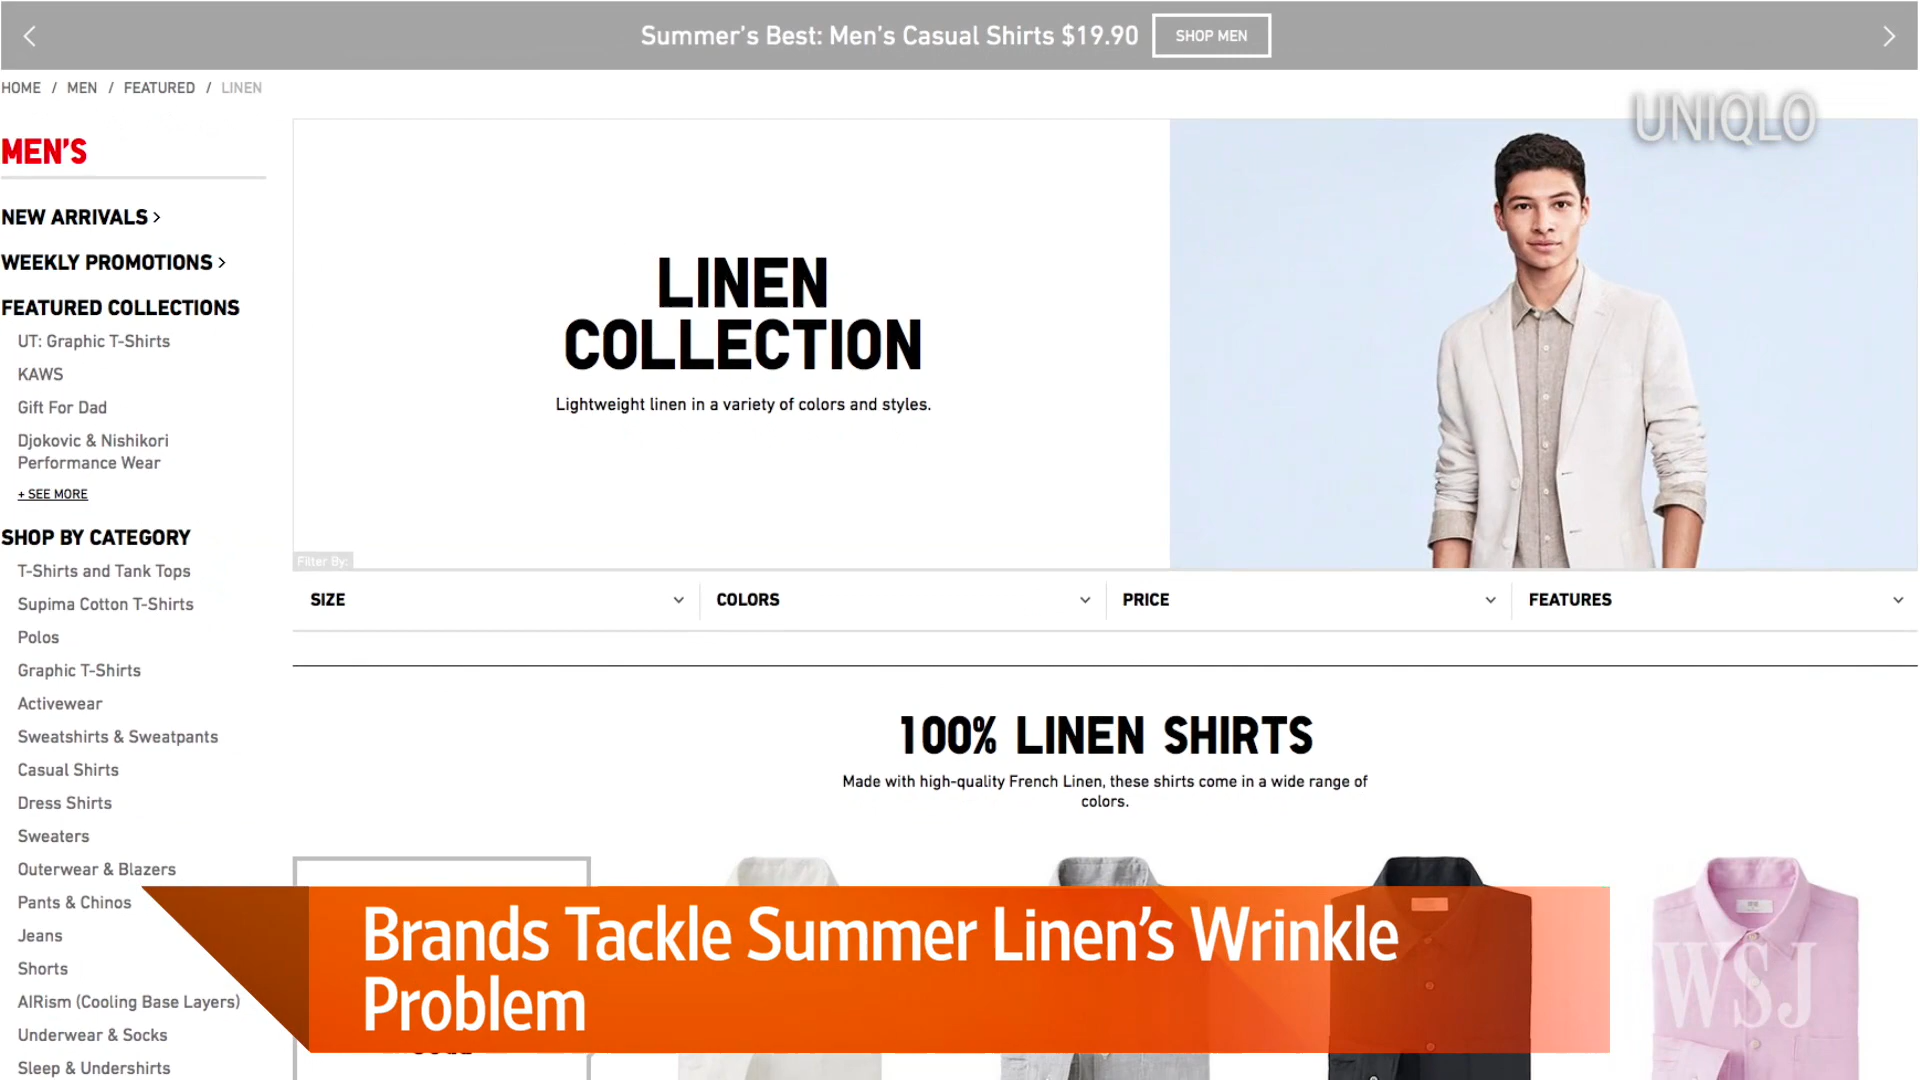 Summer's Best: Men's Casual Shirts $19.90
SHOP MEN
HOME / MEN / FEATURED / LINEN
UNIQLO
MEN'S
NEW ARRIVALS >
WEEKLY PROMOTIONS >
FEATURED COLLECTIONS
UT: Graphic T-Shirts
KAWS
Gift For Dad
Djokovic & Nishikori
Performance Wear
+ SEE MORE
SHOP BY CATEGORY
T-Shirts and Tank Tops
Supima Cotton T-Shirts
Polos
Graphic T-Shirts
Activewear
Sweatshirts & Sweatpants
Casual Shirts
Dress Shirts
Sweaters
Outerwear & Blazers
Pants & Chinos
Jeans
Shorts
AIRism (Cooling Base Layers)
Underwear & Socks
Sleep & Undershirts
LINEN
COLLECTION
Lightweight linen in a variety of colors and styles.
Filter By:
SIZE
COLORS
PRICE
FEATURES
100% LINEN SHIRTS
Made with high-quality French Linen, these shirts come in a wide range of
colors.
Brands Tackle Summer Linen's Wrinkle
Problem
WSJ